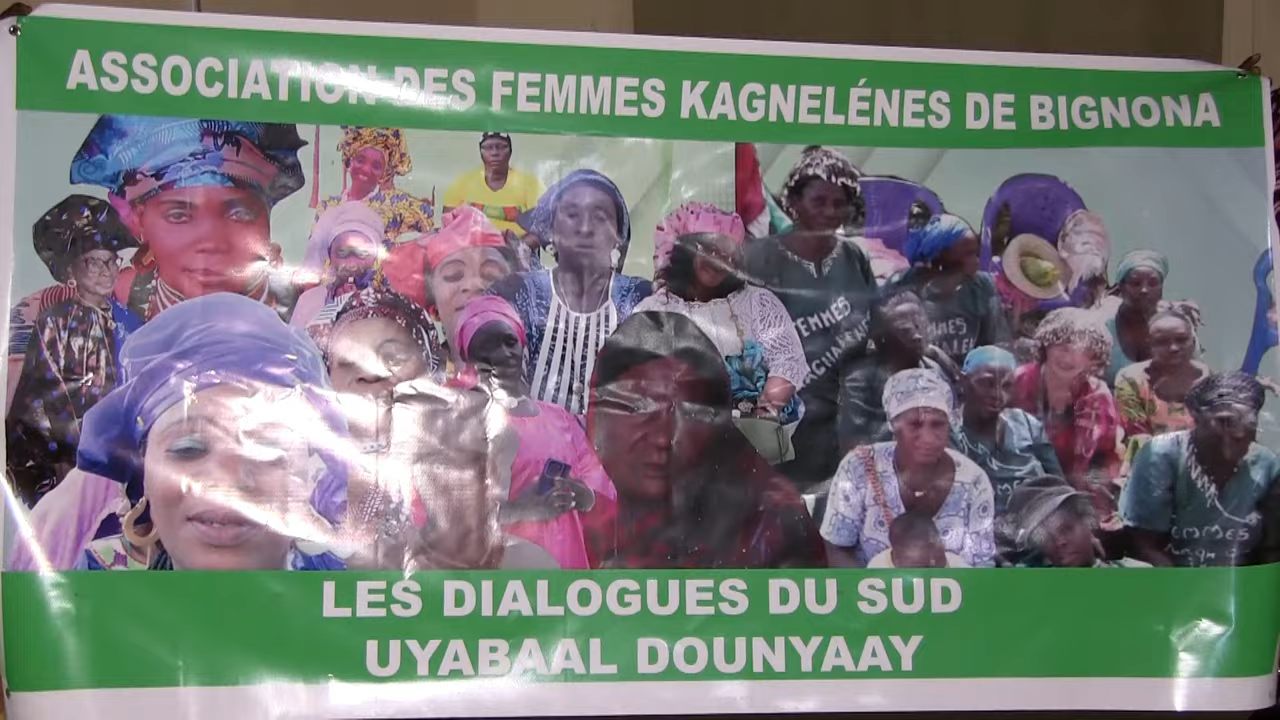 ASSOCIATION DES FEMMES KAGNELÉNES DE BIGNONA
FEMMES
LES DIALOGUES DU SUD
UYABAAL DOUNYAAY